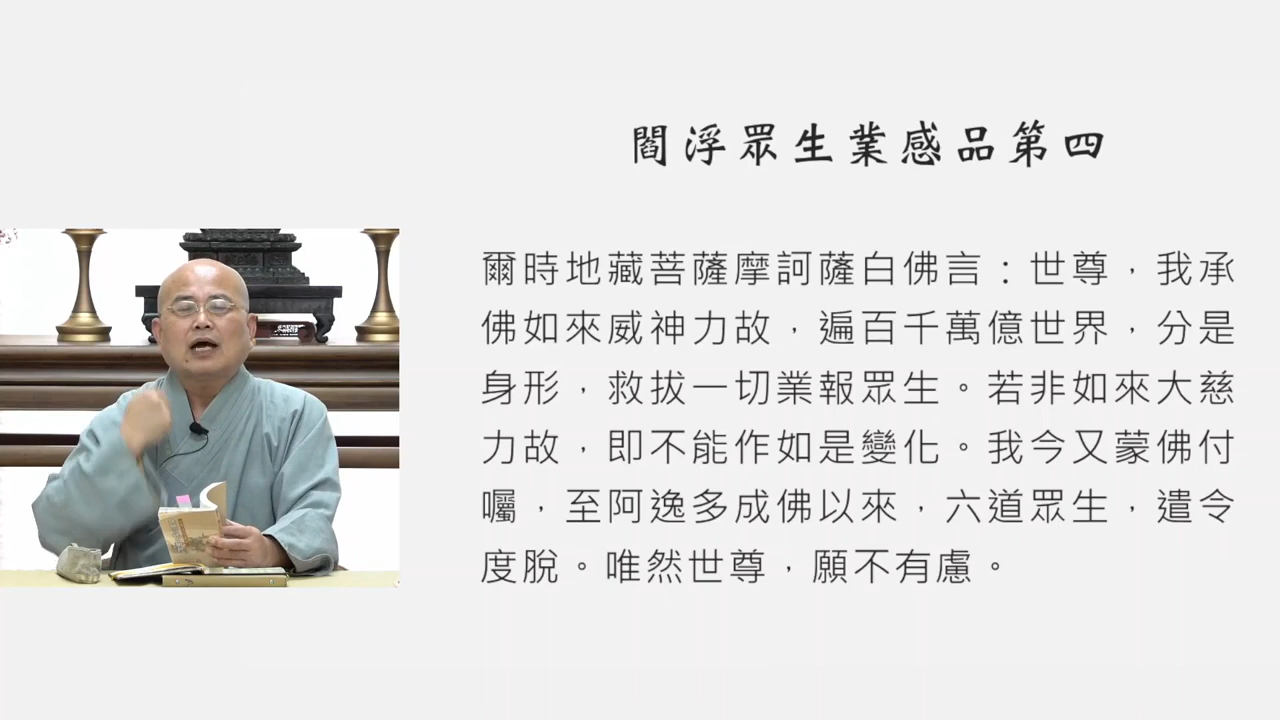 閻浮眾生業感品第四
爾時地藏菩薩摩訶薩白佛言：世尊，我承
佛如來威神力故，遍百千萬億世界，分是
身形，救拔一切業報眾生。若非如來大慈
力故，即不能作如是變化。我今又蒙佛付
囑，至阿逸多成佛以來，六道眾生，遣令
度脫。唯然世尊，願不有慮。